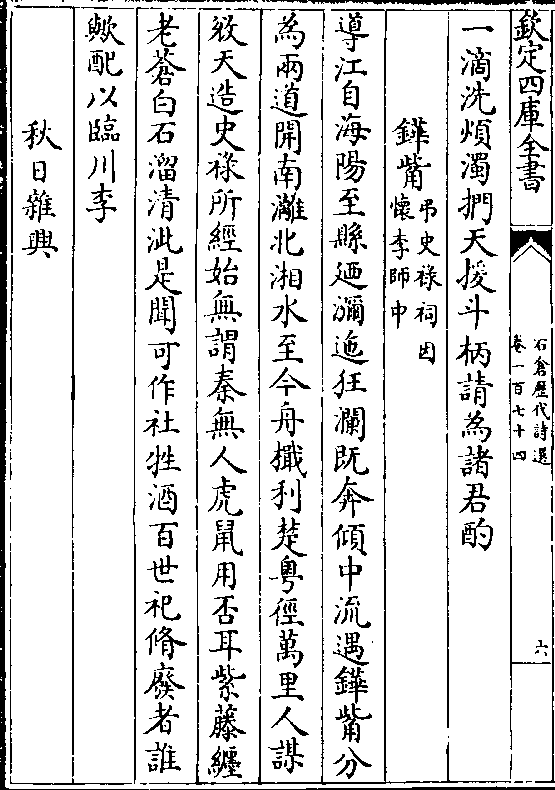 欽定四庫全書
石倉歷代詩選
卷一百七十四
六
一滴洗煩濁捫天援斗柄請為諸君酌
鏵觜弔史祿祠因
懷李師中
導江自海陽至縣廼瀰迤狂瀾既奔傾中流遇鏵觜分
為兩道開南灕北湘水至今舟檝利楚粵徑萬里人謀
敓天造史祿所經始無謂秦無人虎鼠用否耳紫藤纏
老蒼白石溜清泚是聞可作社牲酒百世祀脩廢者誰
歟配以臨川李
秋日雜興